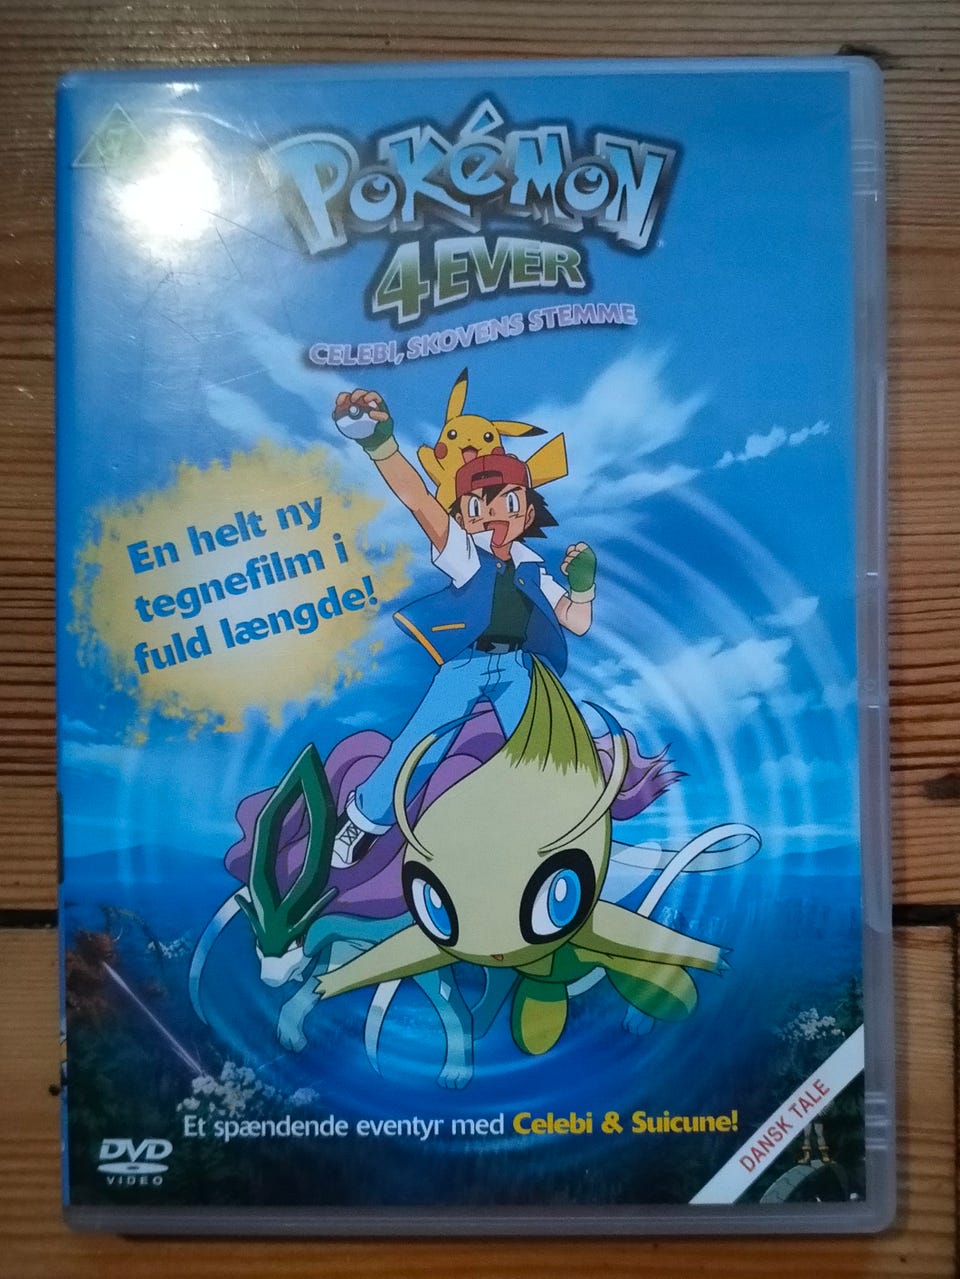 7
POKÉMON
4EVER
CELEBI, SKOVENS STEMME
En helt ny
tegnefilm i
fuld længde!
Et spændende eventyr med Celebi & Suicune!
DANSK TALE
DVD
VIDEO